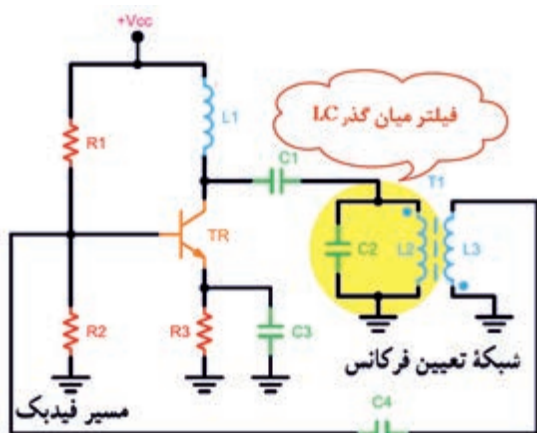 +Vcc
فیلتر میان گذر LC
L1
R1
C1
T1
TR
C2
L2
L3
R2
R3
C3
شبکهٔ تعیین فرکانس
مسیر فیدبک
C4